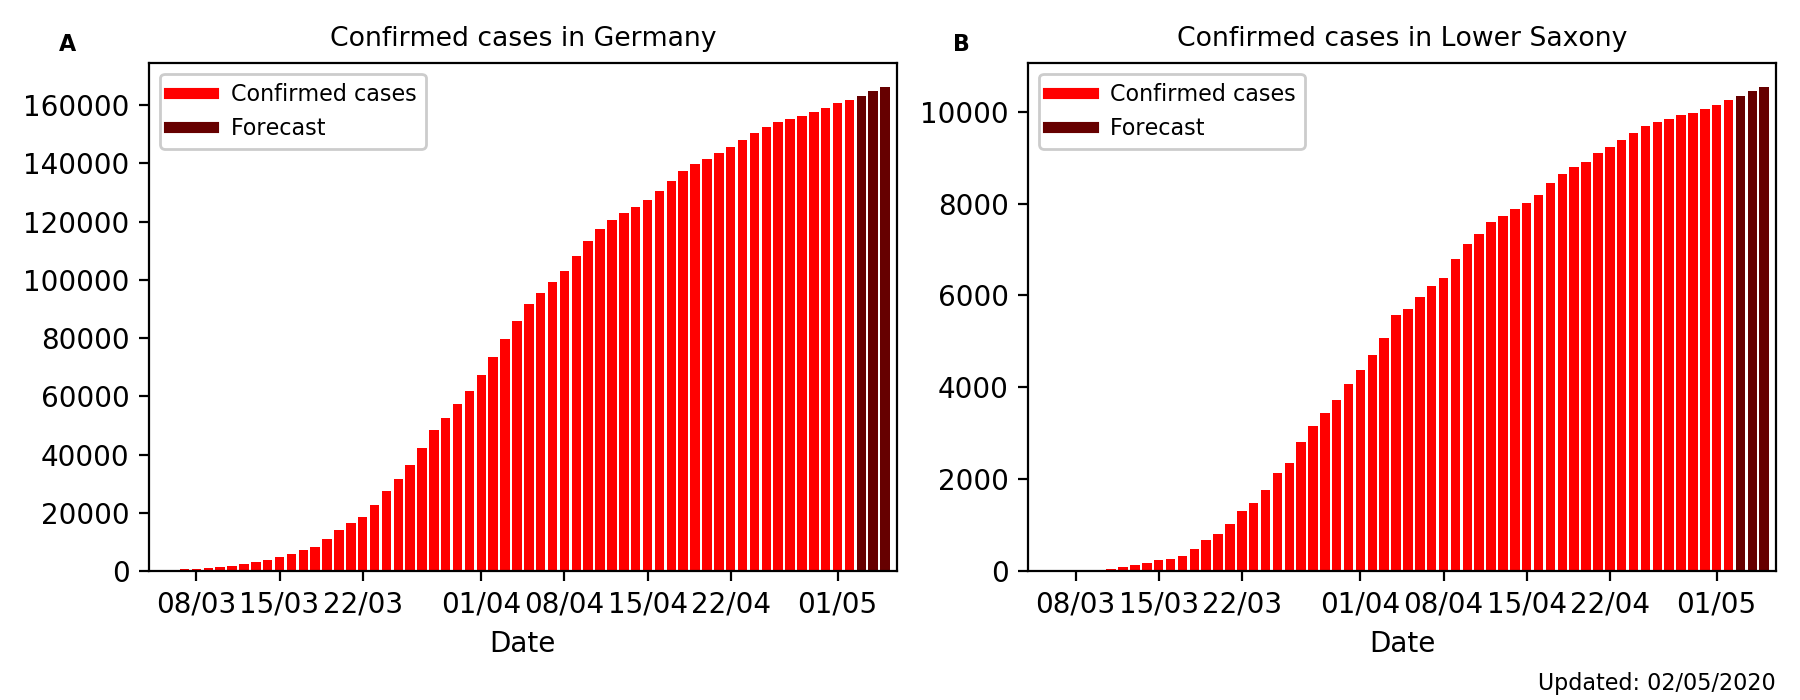 A
Confirmed cases in Germany
Confirmed cases
Forecast
160000
140000
120000
100000
80000
60000
40000
20000
0
08/03 15/03 22/03 01/04 08/04 15/04 22/04 01/05
Date
B
Confirmed cases in Lower Saxony
Confirmed cases
Forecast
10000
8000
6000
4000
2000
0
08/03 15/03 22/03 01/04 08/04 15/04 22/04 01/05
Date
Updated: 02/05/2020